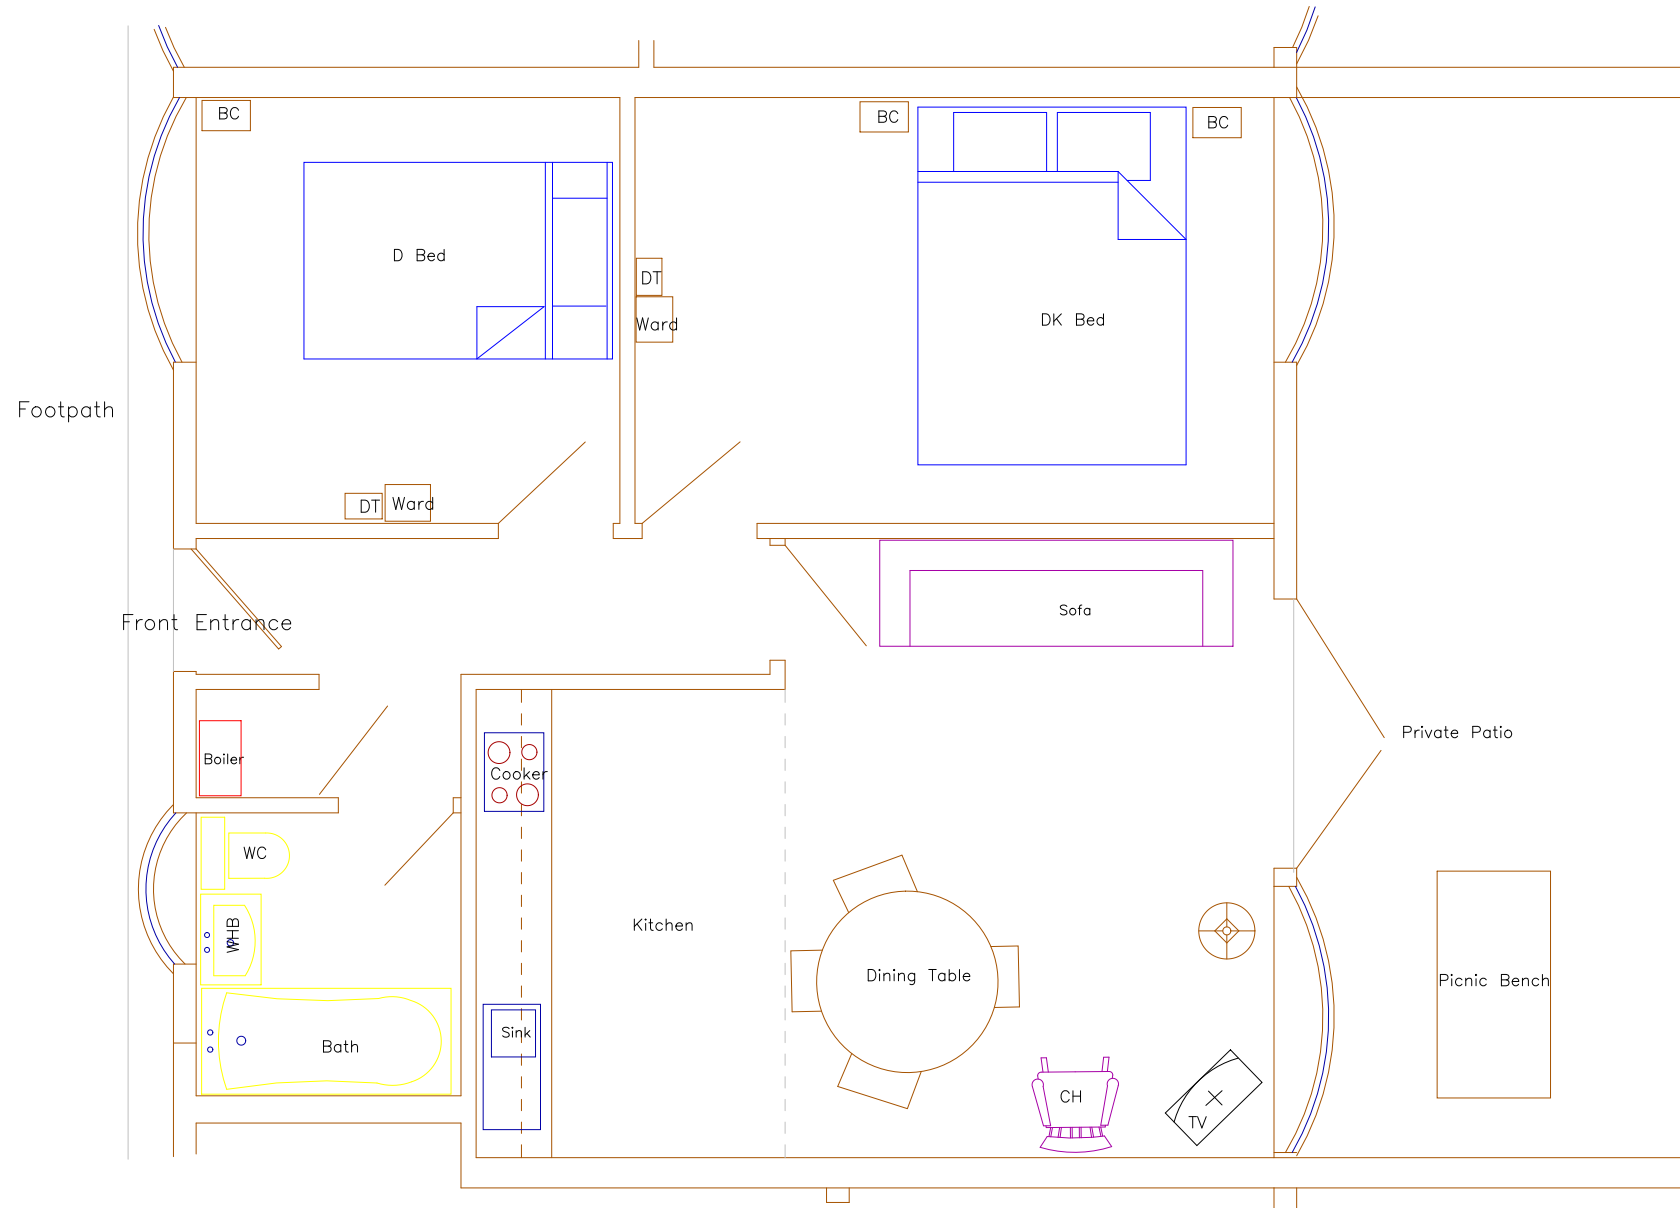 BC
BC
BC
D Bed
DT
Ward
DK Bed
Footpath
DT
Ward
Front Entrance
Sofa
Private Patio
Boiler
Cooker
WC
WHB
Kitchen
Dining Table
Picnic Bench
Sink
Bath
CH
TV